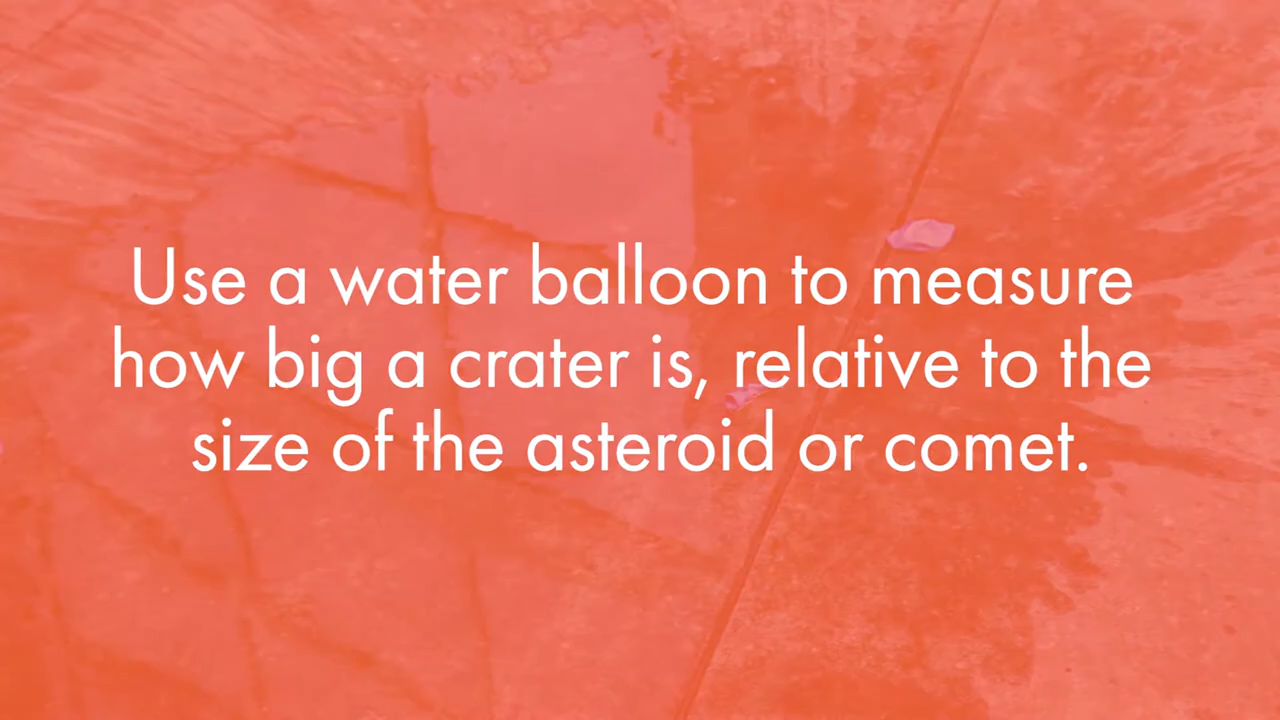 Use a water balloon to measure
how big a crater is, relative to the
size of the asteroid or comet.